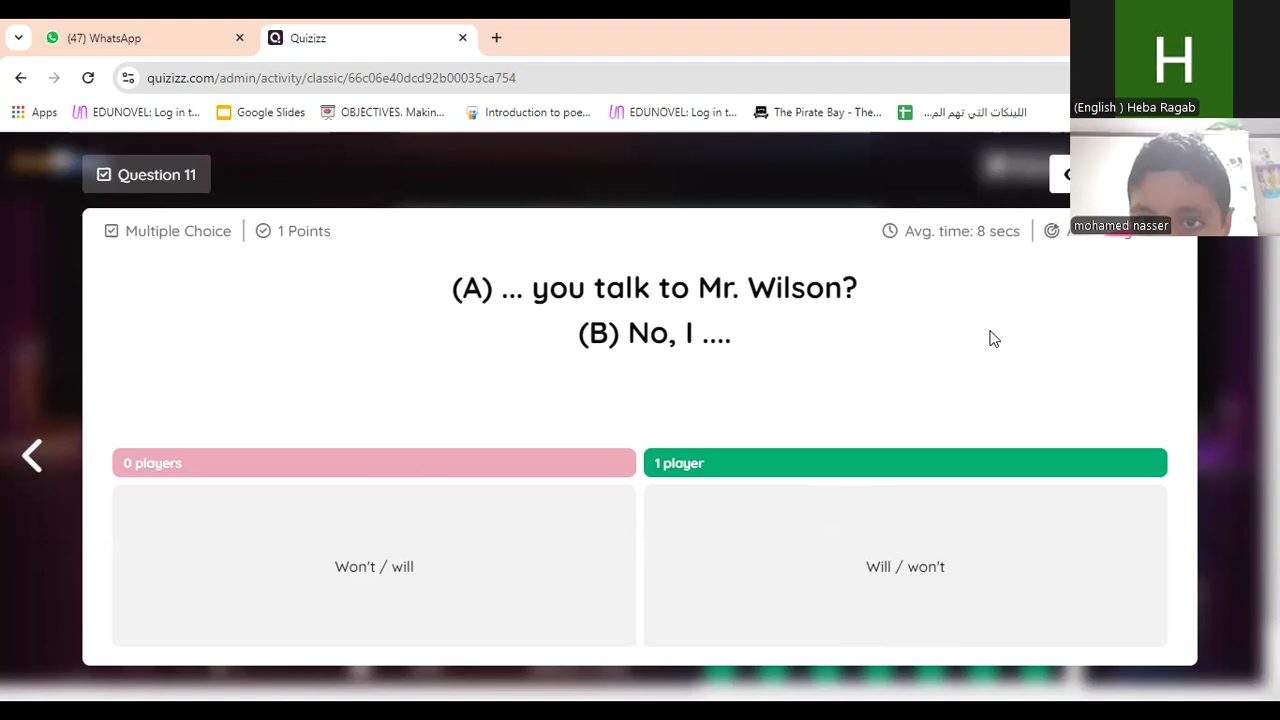 (47) WhatsApp
Quizizz
quizizz.com/admin/activity/classic/66c06e40dcd92b00035ca754
Apps
EDUNOVEL: Log in t...
Google Slides
OBJECTIVES. Makin...
Introduction to poe...
EDUNOVEL: Log in t...
The Pirate Bay - The...
اللينكات التي تهم الم...
H
(English ) Heba Ragab
mohamed nasser
Question 11
Multiple Choice
1 Points
Avg. time: 8 secs
(A) ... you talk to Mr. Wilson?
(B) No, I ....
0 players
1 player
Won't / will
Will / won't